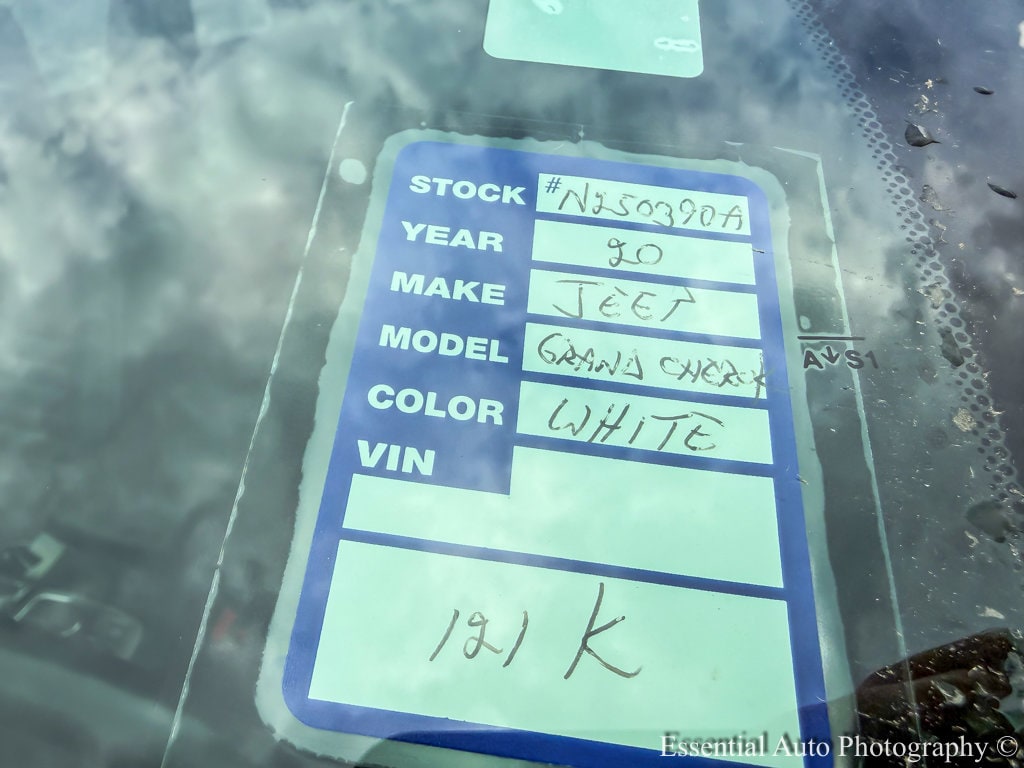 STOCK #N250390A
YEAR 20
MAKE JEEP
MODEL GRAND CHEROK
COLOR WHITE
VIN
121 K
A↓S1
Essential Auto Photography ©